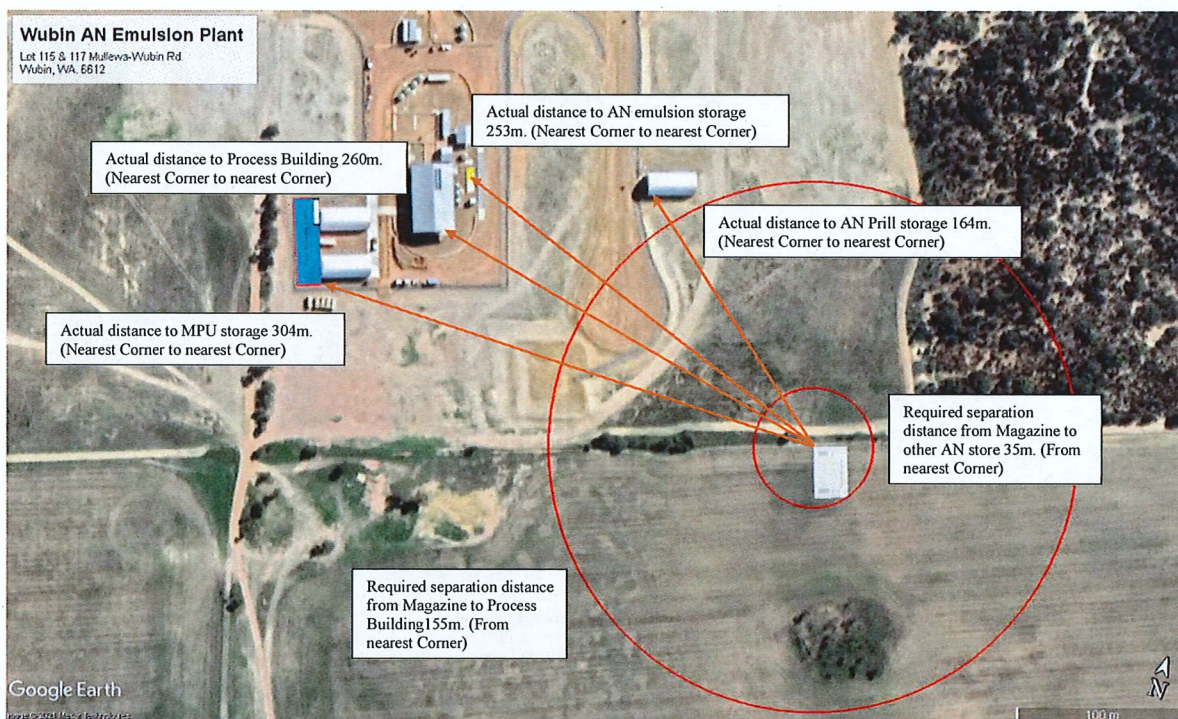 Wubin AN Emulsion Plant
Lot 115 & 117 Mullewa-Wubin Rd
Wubin, WA. 6612
Actual distance to AN emulsion storage
253m. (Nearest Corner to nearest Corner)
Actual distance to Process Building 260m.
(Nearest Corner to nearest Corner)
Actual distance to AN Prill storage 164m.
(Nearest Corner to nearest Corner)
Actual distance to MPU storage 304m.
(Nearest Corner to nearest Corner)
Required separation
distance from Magazine to
other AN store 35m. (From
nearest Corner)
Required separation distance
from Magazine to Process
Building155m. (From
nearest Corner)
Google Earth
© 2021 Maxar Technologies
N
100 m